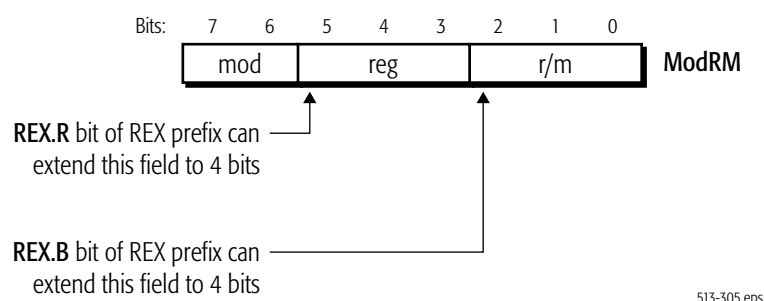 Bits: 7 6 5 4 3 2 1 0
mod reg r/m ModRM
REX.R bit of REX prefix can
extend this field to 4 bits
REX.B bit of REX prefix can
extend this field to 4 bits
513-305.eps